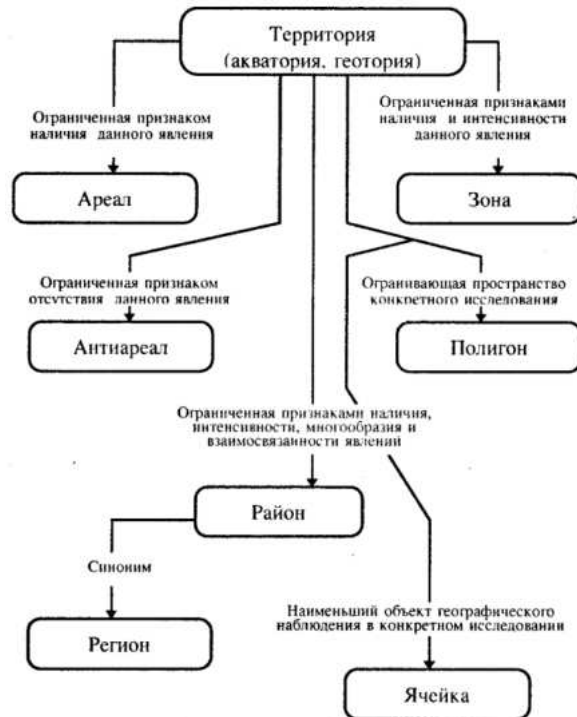 Территория
(акватория, геотория)
Ограниченная признаком
наличия данного явления
Ограниченная признаками
наличия и интенсивности
данного явления
Ареал
Зона
Ограниченная признаком
отсутствия данного явления
Огранивающая пространство
конкретного исследования
Антиареал
Полигон
Ограниченная признаками наличия,
интенсивности, многообразия и
взаимосвязанности явлений
Район
Синоним
Наименьший объект географического
наблюдения в конкретном исследовании
Регион
Ячейка